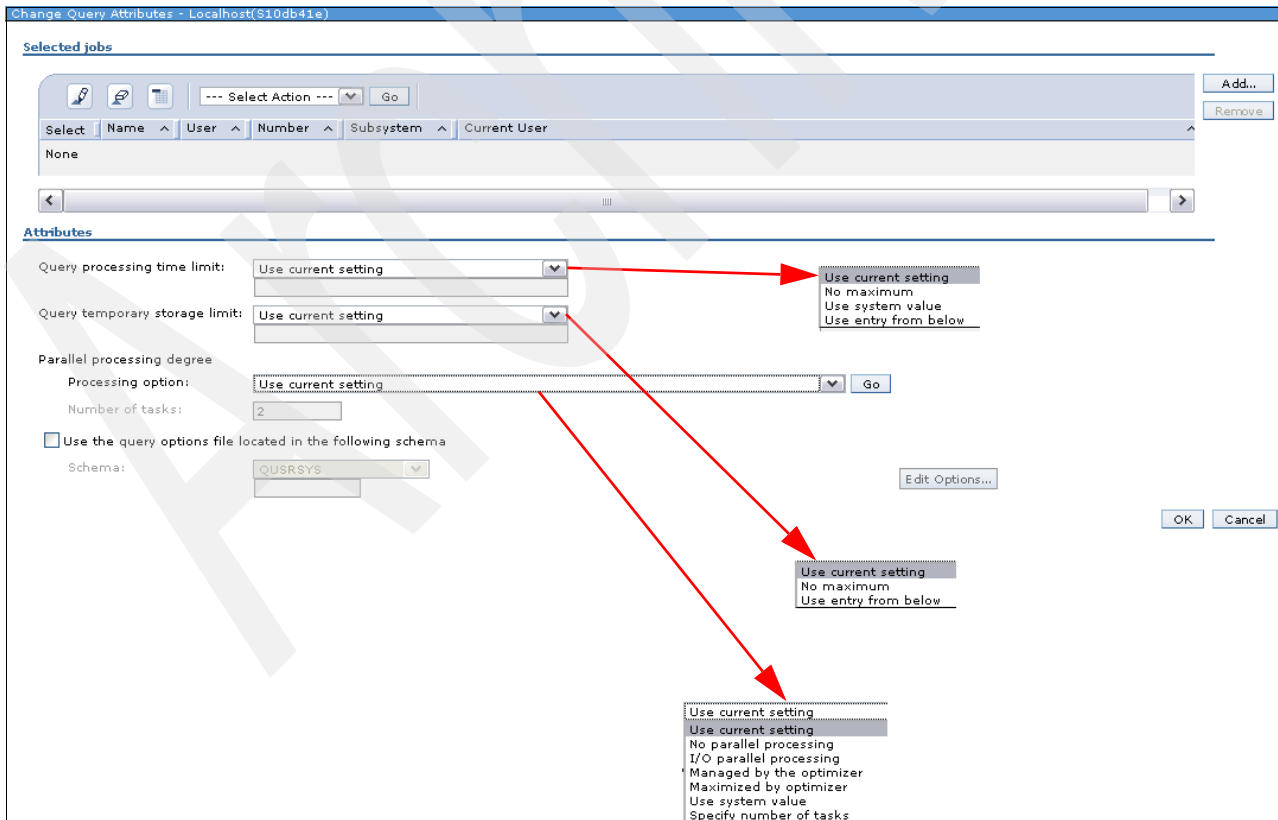 Change Query Attributes - Localhost(S10db41e)
Selected jobs
--- Select Action --- Go
Add...
Remove
Select Name User Number Subsystem Current User
None
Attributes
Query processing time limit: Use current setting
Use current setting
No maximum
Use system value
Use entry from below
Query temporary storage limit: Use current setting
Parallel processing degree
Processing option: Use current setting Go
Number of tasks: 2
Use the query options file located in the following schema
Schema: QUSRSYS
Edit Options...
OK Cancel
Use current setting
No maximum
Use entry from below
Use current setting
Use current setting
No parallel processing
I/O parallel processing
Managed by the optimizer
Maximized by optimizer
Use system value
Specify number of tasks